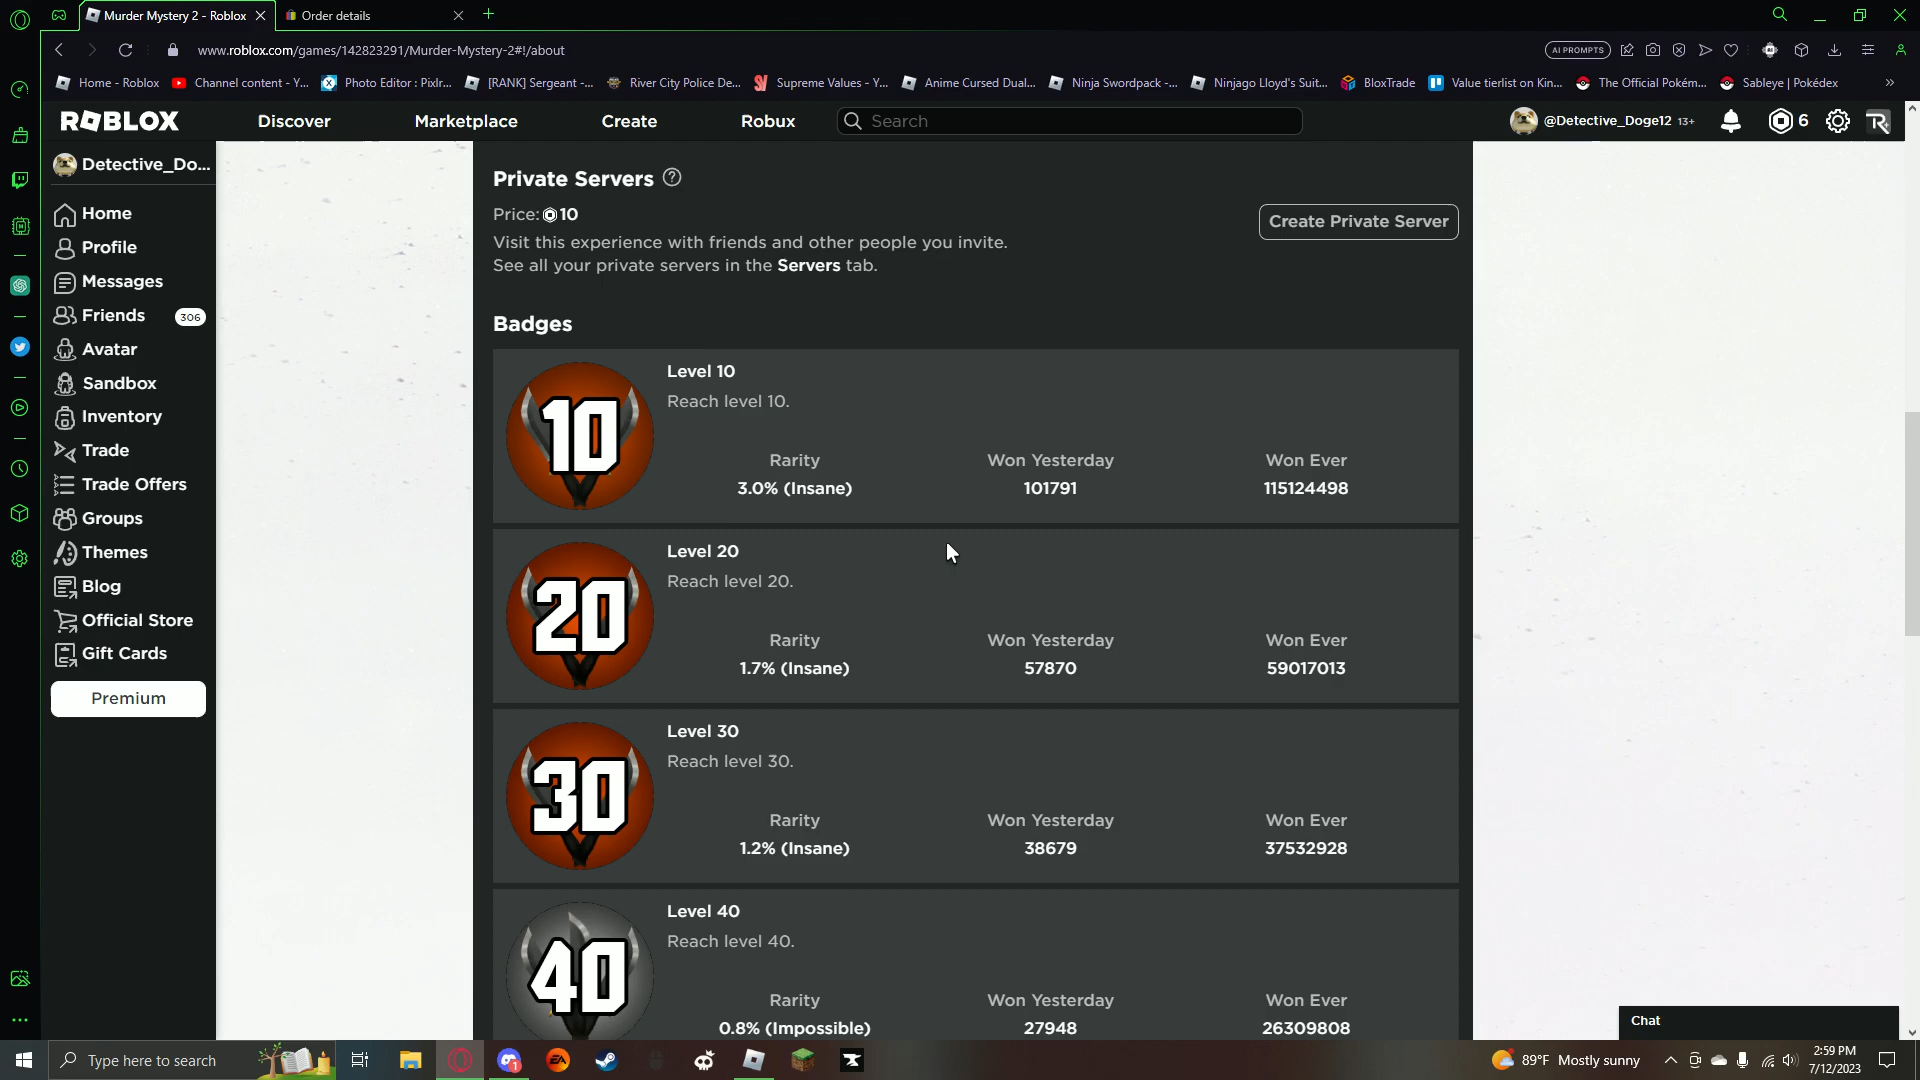 Murder Mystery 2 - Roblox
Order details
www.roblox.com/games/142823291/Murder-Mystery-2#!/about
AI PROMPTS
Home - Roblox
Channel content - Y...
Photo Editor : Pixlr...
[RANK] Sergeant -...
River City Police De...
Supreme Values - Y...
Anime Cursed Dual...
Ninja Swordpack -...
Ninjago Lloyd's Suit...
BloxTrade
Value tierlist on Kin...
The Official Pokém...
Sableye | Pokédex
ROBLOX
Discover
Marketplace
Create
Robux
Search
@Detective_Doge12 13+
6
Detective_Do...
Home
Profile
Messages
Friends
306
Avatar
Sandbox
Inventory
Trade
Trade Offers
Groups
Themes
Blog
Official Store
Gift Cards
Premium
Private Servers
Price: 10
Create Private Server
Visit this experience with friends and other people you invite.
See all your private servers in the Servers tab.
Badges
10
Level 10
Reach level 10.
Rarity Won Yesterday Won Ever
3.0% (Insane) 101791 115124498
20
Level 20
Reach level 20.
Rarity Won Yesterday Won Ever
1.7% (Insane) 57870 59017013
30
Level 30
Reach level 30.
Rarity Won Yesterday Won Ever
1.2% (Insane) 38679 37532928
40
Level 40
Reach level 40.
Rarity Won Yesterday Won Ever
0.8% (Impossible) 27948 26309808
Chat
Type here to search
EA
1
89°F Mostly sunny
2:59 PM
7/12/2023